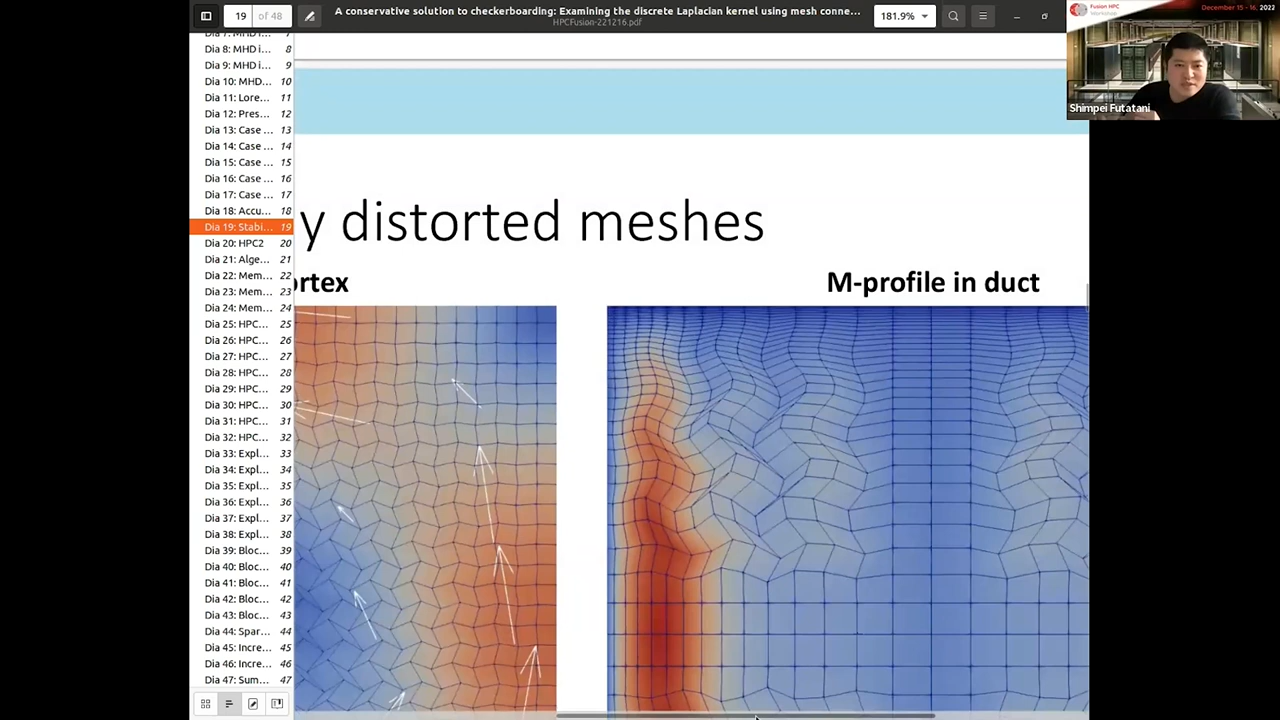 19 of 48
A conservative solution to checkerboarding: Examining the discrete Laplacian kernel using mesh conne...
HPCFusion-221216.pdf
181.9%
Fusion HPC
Workshop
December 15 - 16, 2022
Shimpei Futatani
Dia 8: MHD i... 8
Dia 9: MHD i... 9
Dia 10: MHD... 10
Dia 11: Lore... 11
Dia 12: Pres... 12
Dia 13: Case ... 13
Dia 14: Case ... 14
Dia 15: Case ... 15
Dia 16: Case ... 16
Dia 17: Case ... 17
Dia 18: Accu... 18
Dia 19: Stabi... 19
Dia 20: HPC2 20
Dia 21: Alge... 21
Dia 22: Mem... 22
Dia 23: Mem... 23
Dia 24: Mem... 24
Dia 25: HPC... 25
Dia 26: HPC... 26
Dia 27: HPC... 27
Dia 28: HPC... 28
Dia 29: HPC... 29
Dia 30: HPC... 30
Dia 31: HPC... 31
Dia 32: HPC... 32
Dia 33: Expl... 33
Dia 34: Expl... 34
Dia 35: Expl... 35
Dia 36: Expl... 36
Dia 37: Expl... 37
Dia 38: Expl... 38
Dia 39: Bloc... 39
Dia 40: Bloc... 40
Dia 41: Bloc... 41
Dia 42: Bloc... 42
Dia 43: Bloc... 43
Dia 44: Spar... 44
Dia 45: Incre... 45
Dia 46: Incre... 46
Dia 47: Sum... 47
y distorted meshes
ortex
M-profile in duct